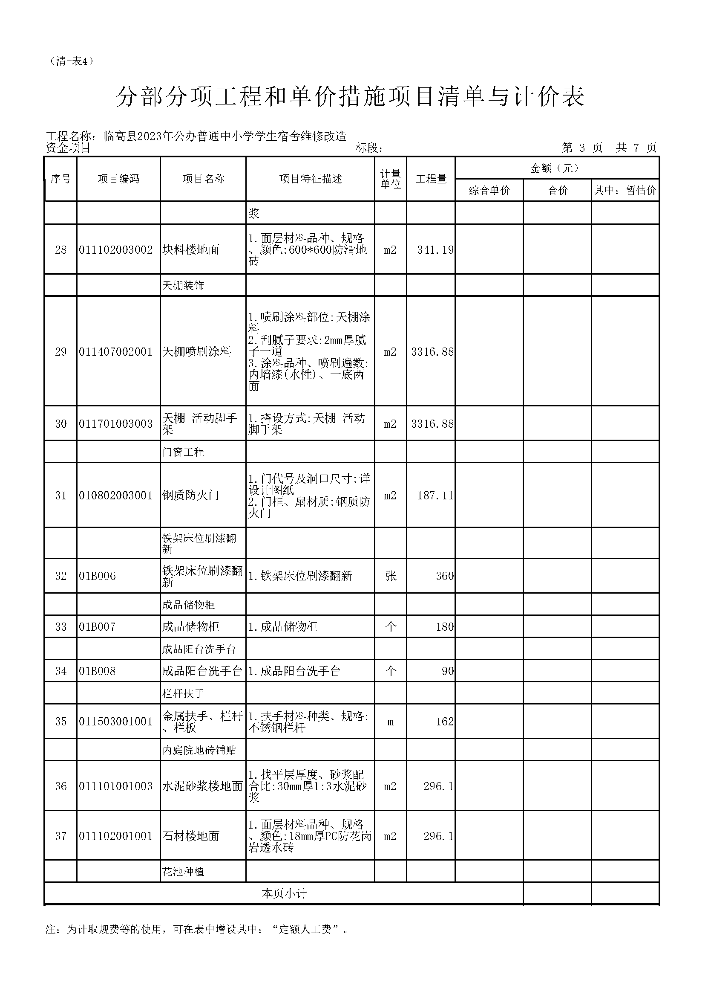 （清-表4）
分部分项工程和单价措施项目清单与计价表
工程名称：临高县2023年公办普通中小学学生宿舍维修改造
资金项目 标段： 第 3 页 共 7 页
序号 项目编码 项目名称 项目特征描述 计量 工程量 金额（元）
单位
综合单价 合价 其中：暂估价
浆
1.面层材料品种、规格
28 011102003002 块料楼地面 、颜色:600*600防滑地 m2 341.19
砖
天棚装饰
1.喷刷涂料部位:天棚涂
料
2.刮腻子要求:2mm厚腻
29 011407002001 天棚喷刷涂料 子一道 m2 3316.88
3.涂料品种、喷刷遍数:
内墙漆(水性)、一底两
面
30 011701003003 天棚 活动脚手 1.搭设方式:天棚 活动 m2 3316.88
架 脚手架
门窗工程
1.门代号及洞口尺寸:详
设计图纸
31 010802003001 钢质防火门 2.门框、扇材质:钢质防 m2 187.11
火门
铁架床位刷漆翻
新
32 01B006 铁架床位刷漆翻 1.铁架床位刷漆翻新 张 360
新
成品储物柜
33 01B007 成品储物柜 1.成品储物柜 个 180
成品阳台洗手台
34 01B008 成品阳台洗手台 1.成品阳台洗手台 个 90
栏杆扶手
35 011503001001 金属扶手、栏杆 1.扶手材料种类、规格: m 162
、栏板 不锈钢栏杆
内庭院地砖铺贴
1.找平层厚度、砂浆配
36 011101001003 水泥砂浆楼地面 合比:30mm厚1:3水泥砂 m2 296.1
浆
1.面层材料品种、规格
37 011102001001 石材楼地面 、颜色:18mm厚PC防花岗 m2 296.1
岩透水砖
花池种植
本页小计
注：为计取规费等的使用，可在表中增设其中：“定额人工费”。